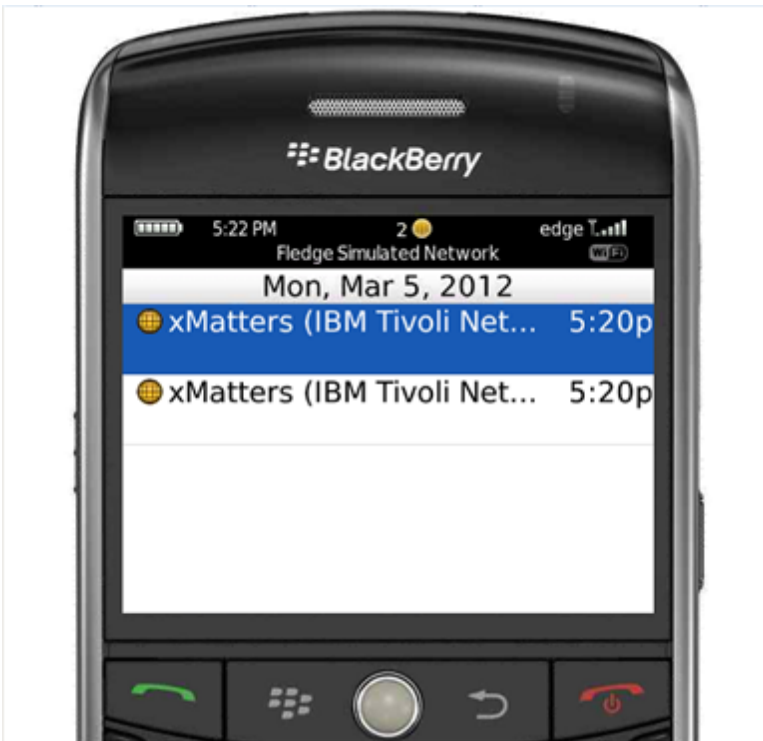 BlackBerry
5:22 PM 2 edge
Fledge Simulated Network WiFi
Mon, Mar 5, 2012
xMatters (IBM Tivoli Net... 5:20p
xMatters (IBM Tivoli Net... 5:20p